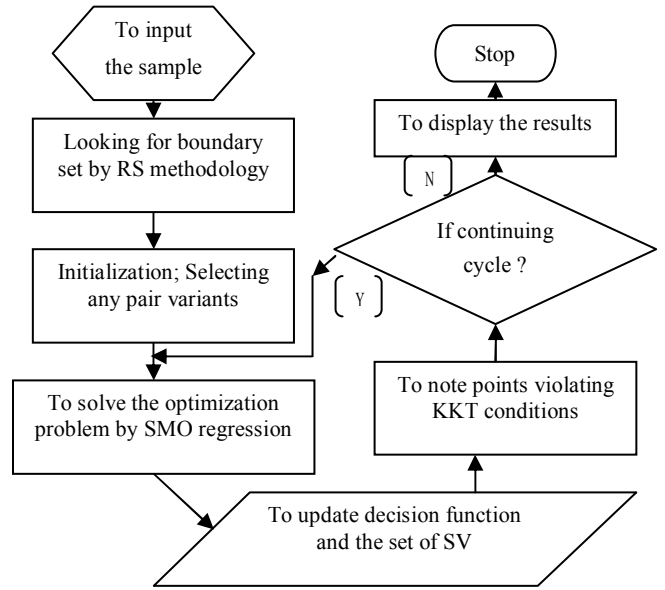 To input
the sample
Looking for boundary
set by RS methodology
Initialization; Selecting
any pair variants
To solve the optimization
problem by SMO regression
To update decision function
and the set of SV
To note points violating
KKT conditions
If continuing
cycle ?
Y
N
To display the results
Stop